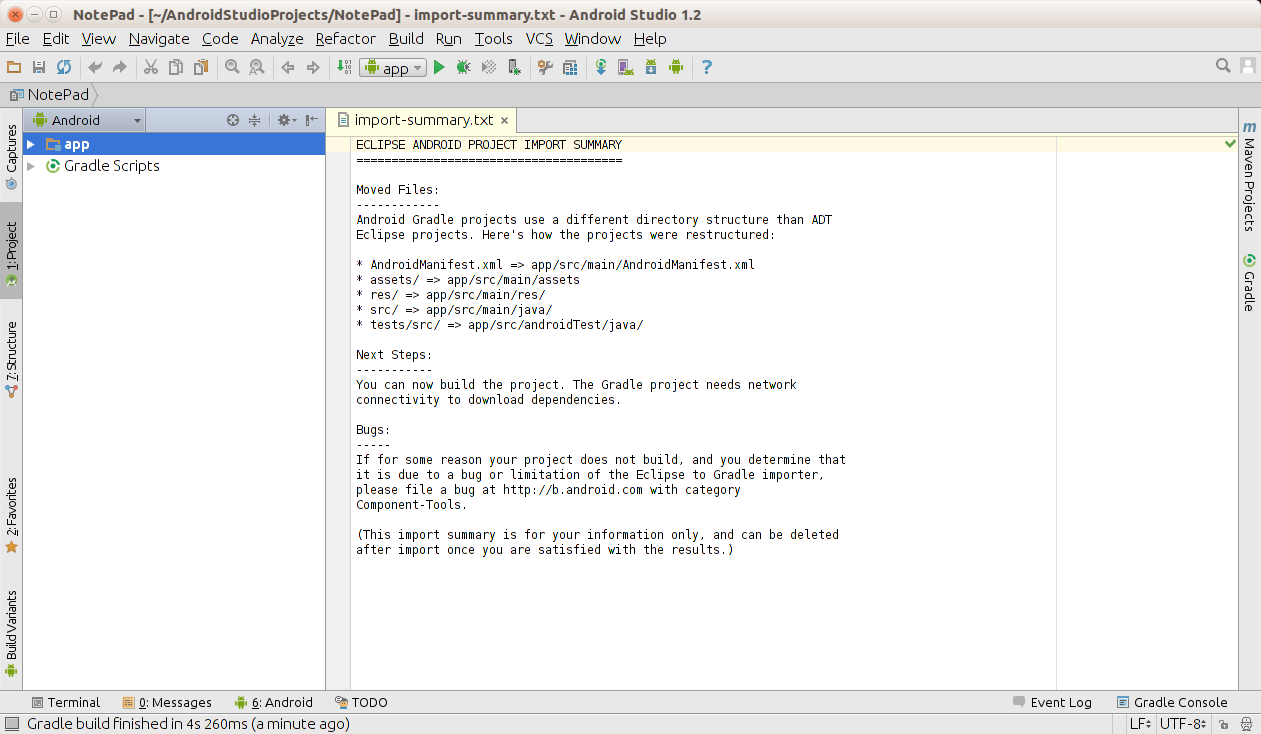 NotePad - [~/AndroidStudioProjects/NotePad] - import-summary.txt - Android Studio 1.2
File Edit View Navigate Code Analyze Refactor Build Run Tools VCS Window Help
app
NotePad
Captures
1: Project
7: Structure
2: Favorites
Build Variants
Android
app
Gradle Scripts
import-summary.txt
ECLIPSE ANDROID PROJECT IMPORT SUMMARY
======================================
Moved Files:
------------
Android Gradle projects use a different directory structure than ADT
Eclipse projects. Here's how the projects were restructured:
* AndroidManifest.xml => app/src/main/AndroidManifest.xml
* assets/ => app/src/main/assets
* res/ => app/src/main/res/
* src/ => app/src/main/java/
* tests/src/ => app/src/androidTest/java/
Next Steps:
-----------
You can now build the project. The Gradle project needs network
connectivity to download dependencies.
Bugs:
-----
If for some reason your project does not build, and you determine that
it is due to a bug or limitation of the Eclipse to Gradle importer,
please file a bug at http://b.android.com with category
Component-Tools.
(This import summary is for your information only, and can be deleted
after import once you are satisfied with the results.)
m Maven Projects
Gradle
Terminal 0: Messages 6: Android TODO Event Log Gradle Console
Gradle build finished in 4s 260ms (a minute ago) LF UTF-8